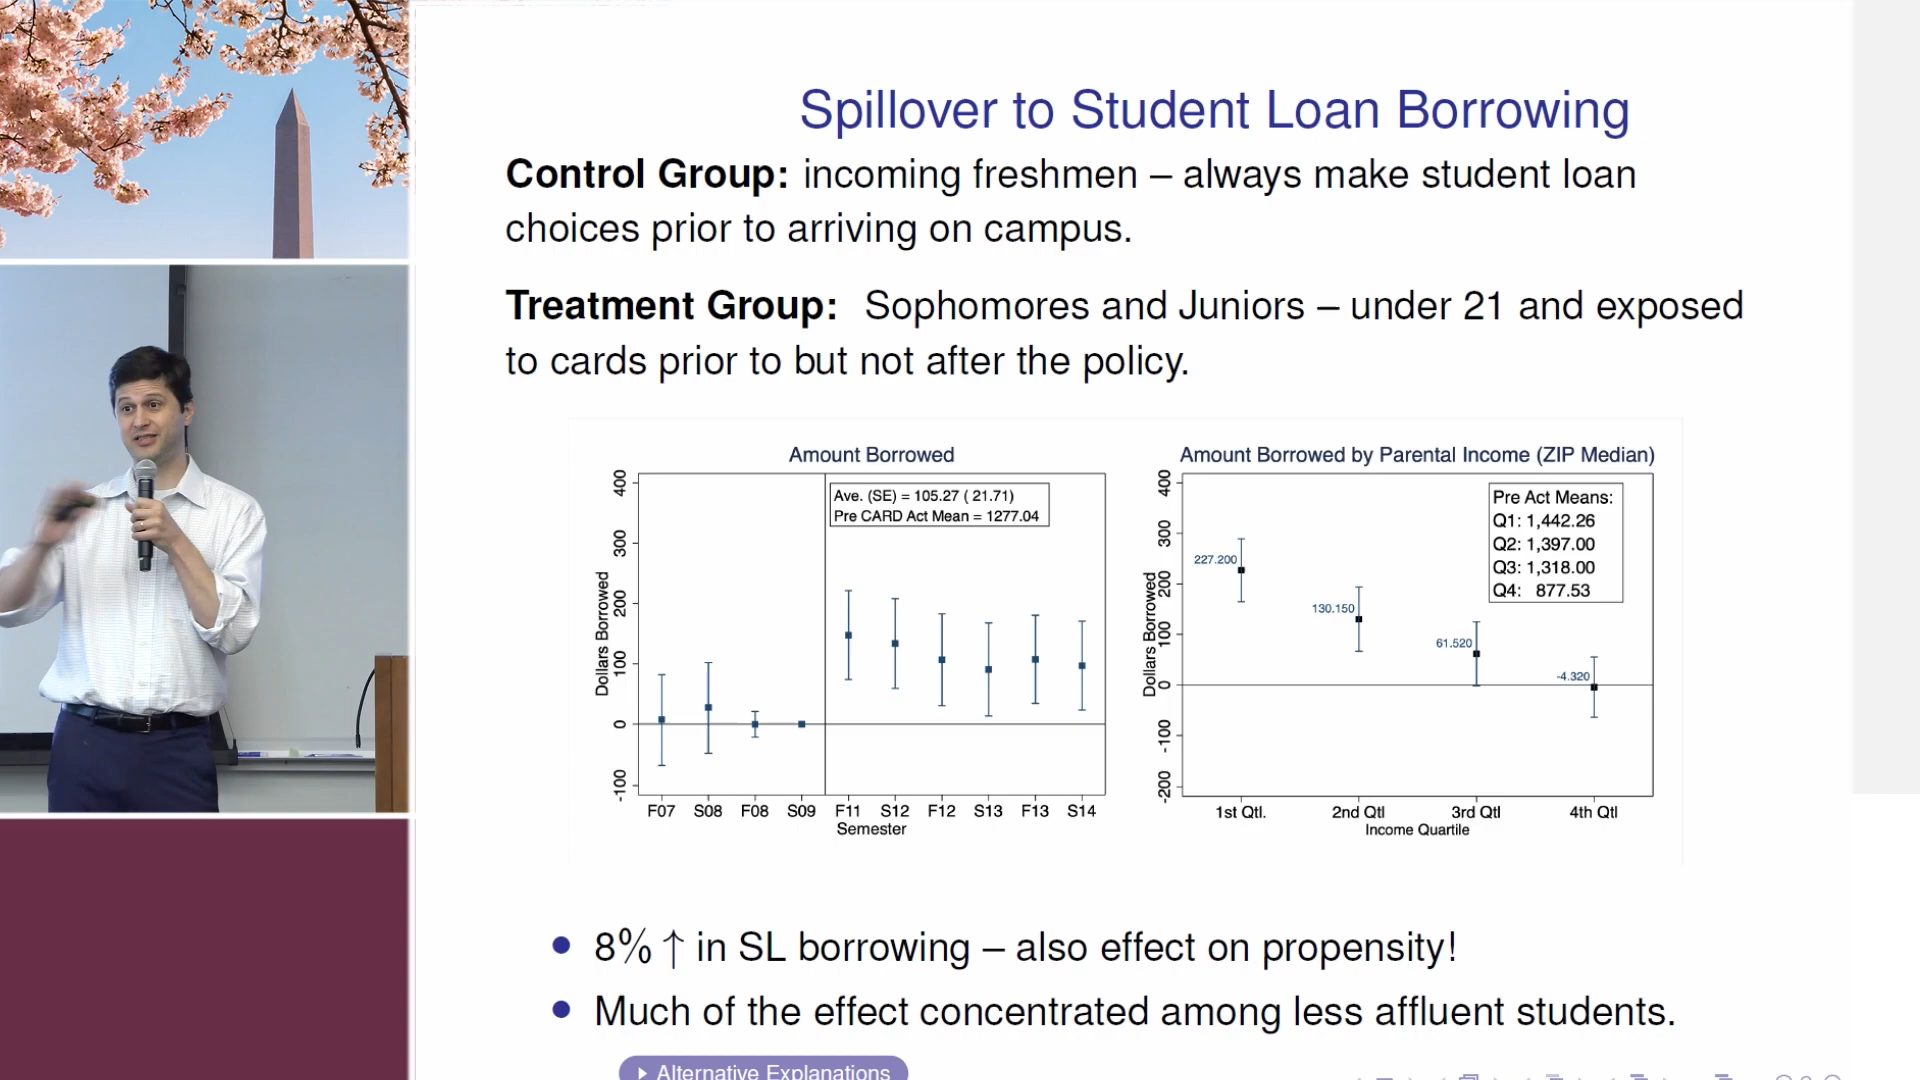 Spillover to Student Loan Borrowing
Control Group: incoming freshmen – always make student loan
choices prior to arriving on campus.
Treatment Group: Sophomores and Juniors – under 21 and exposed
to cards prior to but not after the policy.
Amount Borrowed
Ave. (SE) = 105.27 ( 21.71)
Pre CARD Act Mean = 1277.04
Dollars Borrowed
400
300
200
100
0
-100
F07 S08 F08 S09 F11 S12 F12 S13 F13 S14
Semester
Amount Borrowed by Parental Income (ZIP Median)
Pre Act Means:
Q1: 1,442.26
Q2: 1,397.00
Q3: 1,318.00
Q4: 877.53
Dollars Borrowed
400
300
200
100
0
-100
-200
227.200
130.150
61.520
-4.320
1st Qtl. 2nd Qtl 3rd Qtl 4th Qtl
Income Quartile
8% ↑ in SL borrowing – also effect on propensity!
Much of the effect concentrated among less affluent students.
Alternative Explanations